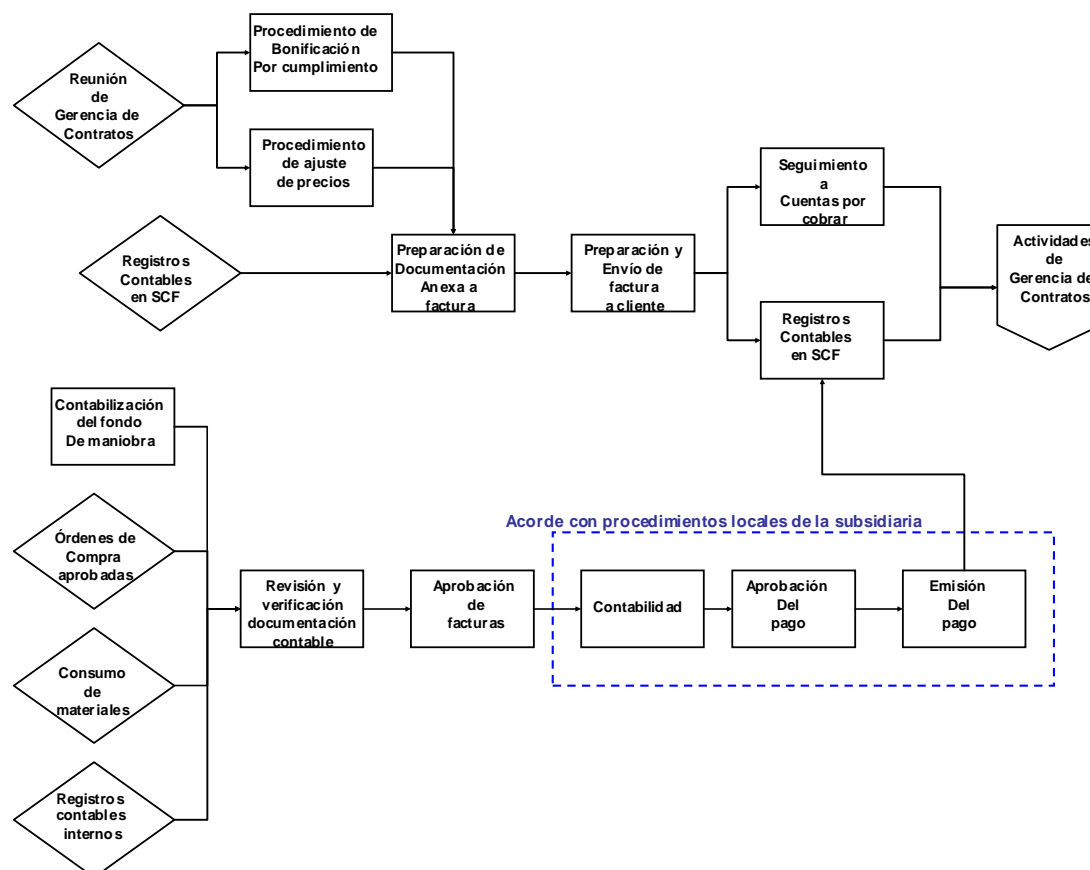 Procedimiento de
Bonificación
Por cumplimiento
Reunión
de
Gerencia de
Contratos
Procedimiento
de ajuste
de precios
Seguimiento
a
Cuentas por
cobrar
Registros
Contables
en SCF
Preparación de
Documentación
Anexa a
factura
Preparación y
Envío de
factura
a cliente
Actividades
de
Gerencia de
Contratos
Registros
Contables
en SCF
Contabilización
del fondo
De maniobra
Órdenes de
Compra
aprobadas
Acorde con procedimientos locales de la subsidiaria
Revisión y
verificación
documentación
contable
Aprobación
de
facturas
Contabilidad
Aprobación
Del
pago
Emisión
Del
pago
Consumo
de
materiales
Registros
contables
internos